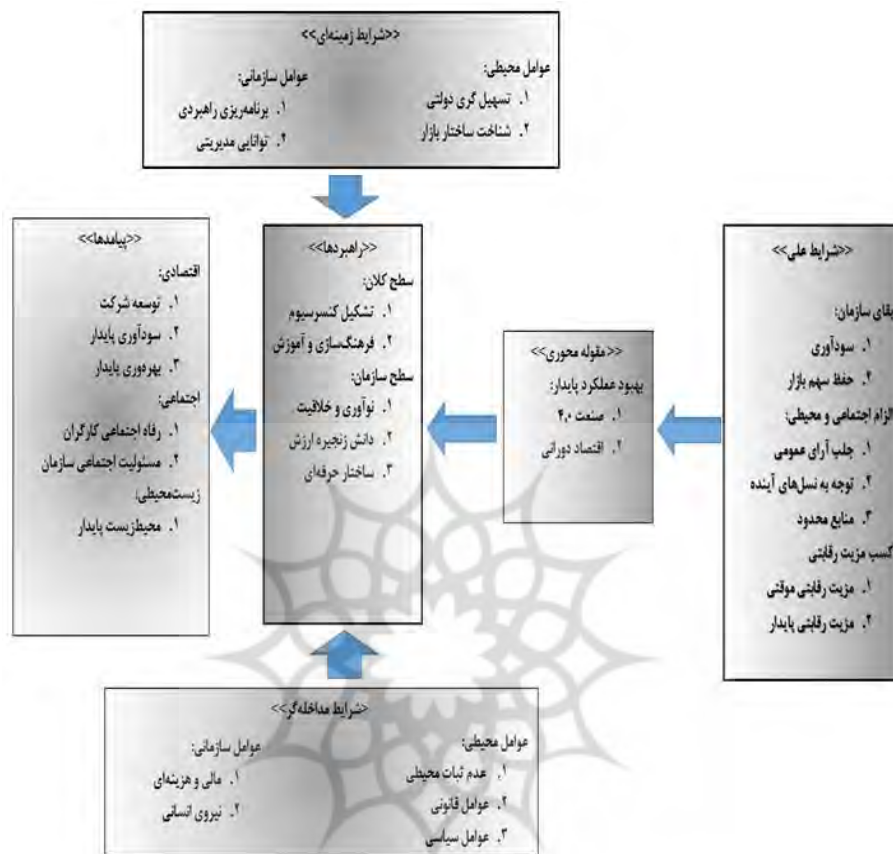 <<شرایط زمینه‌ای>>
عوامل محیطی:
۱. تسهیل گری دولتی
۲. شناخت ساختار بازار
عوامل سازمانی:
۱. برنامه‌ریزی راهبردی
۲. توانایی مدیریتی
<<شرایط علی>>
بقای سازمان:
۱. سودآوری
۲. حفظ سهم بازار
الزام اجتماعی و محیطی:
۱. جلب آرای عمومی
۲. توجه به نسل‌های آینده
۳. منابع محدود
کسب مزیت رقابتی
۱. مزیت رقابتی موقتی
۲. مزیت رقابتی پایدار
<<مقوله محوری>>
بهبود عملکرد پایدار:
۱. صنعت ۴،۰
۲. اقتصاد دورانی
<<راهبردها>>
سطح کلان:
۱. تشکیل کنسرسیوم
۲. فرهنگ‌سازی و آموزش
سطح سازمان:
۱. نوآوری و خلاقیت
۲. دانش زنجیره ارزش
۳. ساختار حرفه‌ای
<<پیامدها>>
اقتصادی:
۱. توسعه شرکت
۲. سودآوری پایدار
۳. بهره‌وری پایدار
اجتماعی:
۱. رفاه اجتماعی کارگران
۲. مسئولیت اجتماعی سازمان
زیست‌محیطی:
۱. محیط‌زیست پایدار
<شرایط مداخله‌گر>>
عوامل محیطی:
۱. عدم ثبات محیطی
۲. عوامل قانونی
۳. عوامل سیاسی
عوامل سازمانی:
۱. مالی و هزینه‌ای
۲. نیروی انسانی